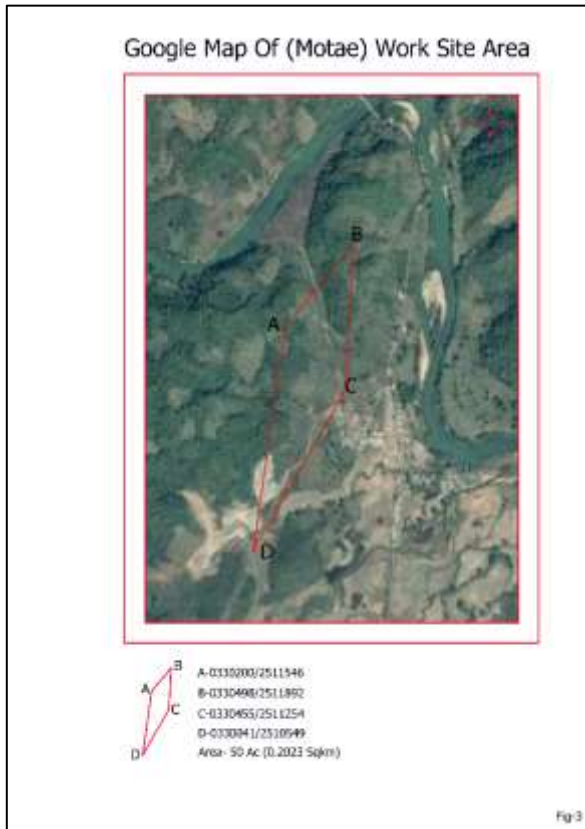 Google Map Of (Motae) Work Site Area
B
A
C
D
B
A
C
D
A-0330200/2511546
B-0330498/2511892
C-0330455/2511254
D-0330041/2510549
Area- 50 Ac (0.2023 Sqkm)
Fig-3